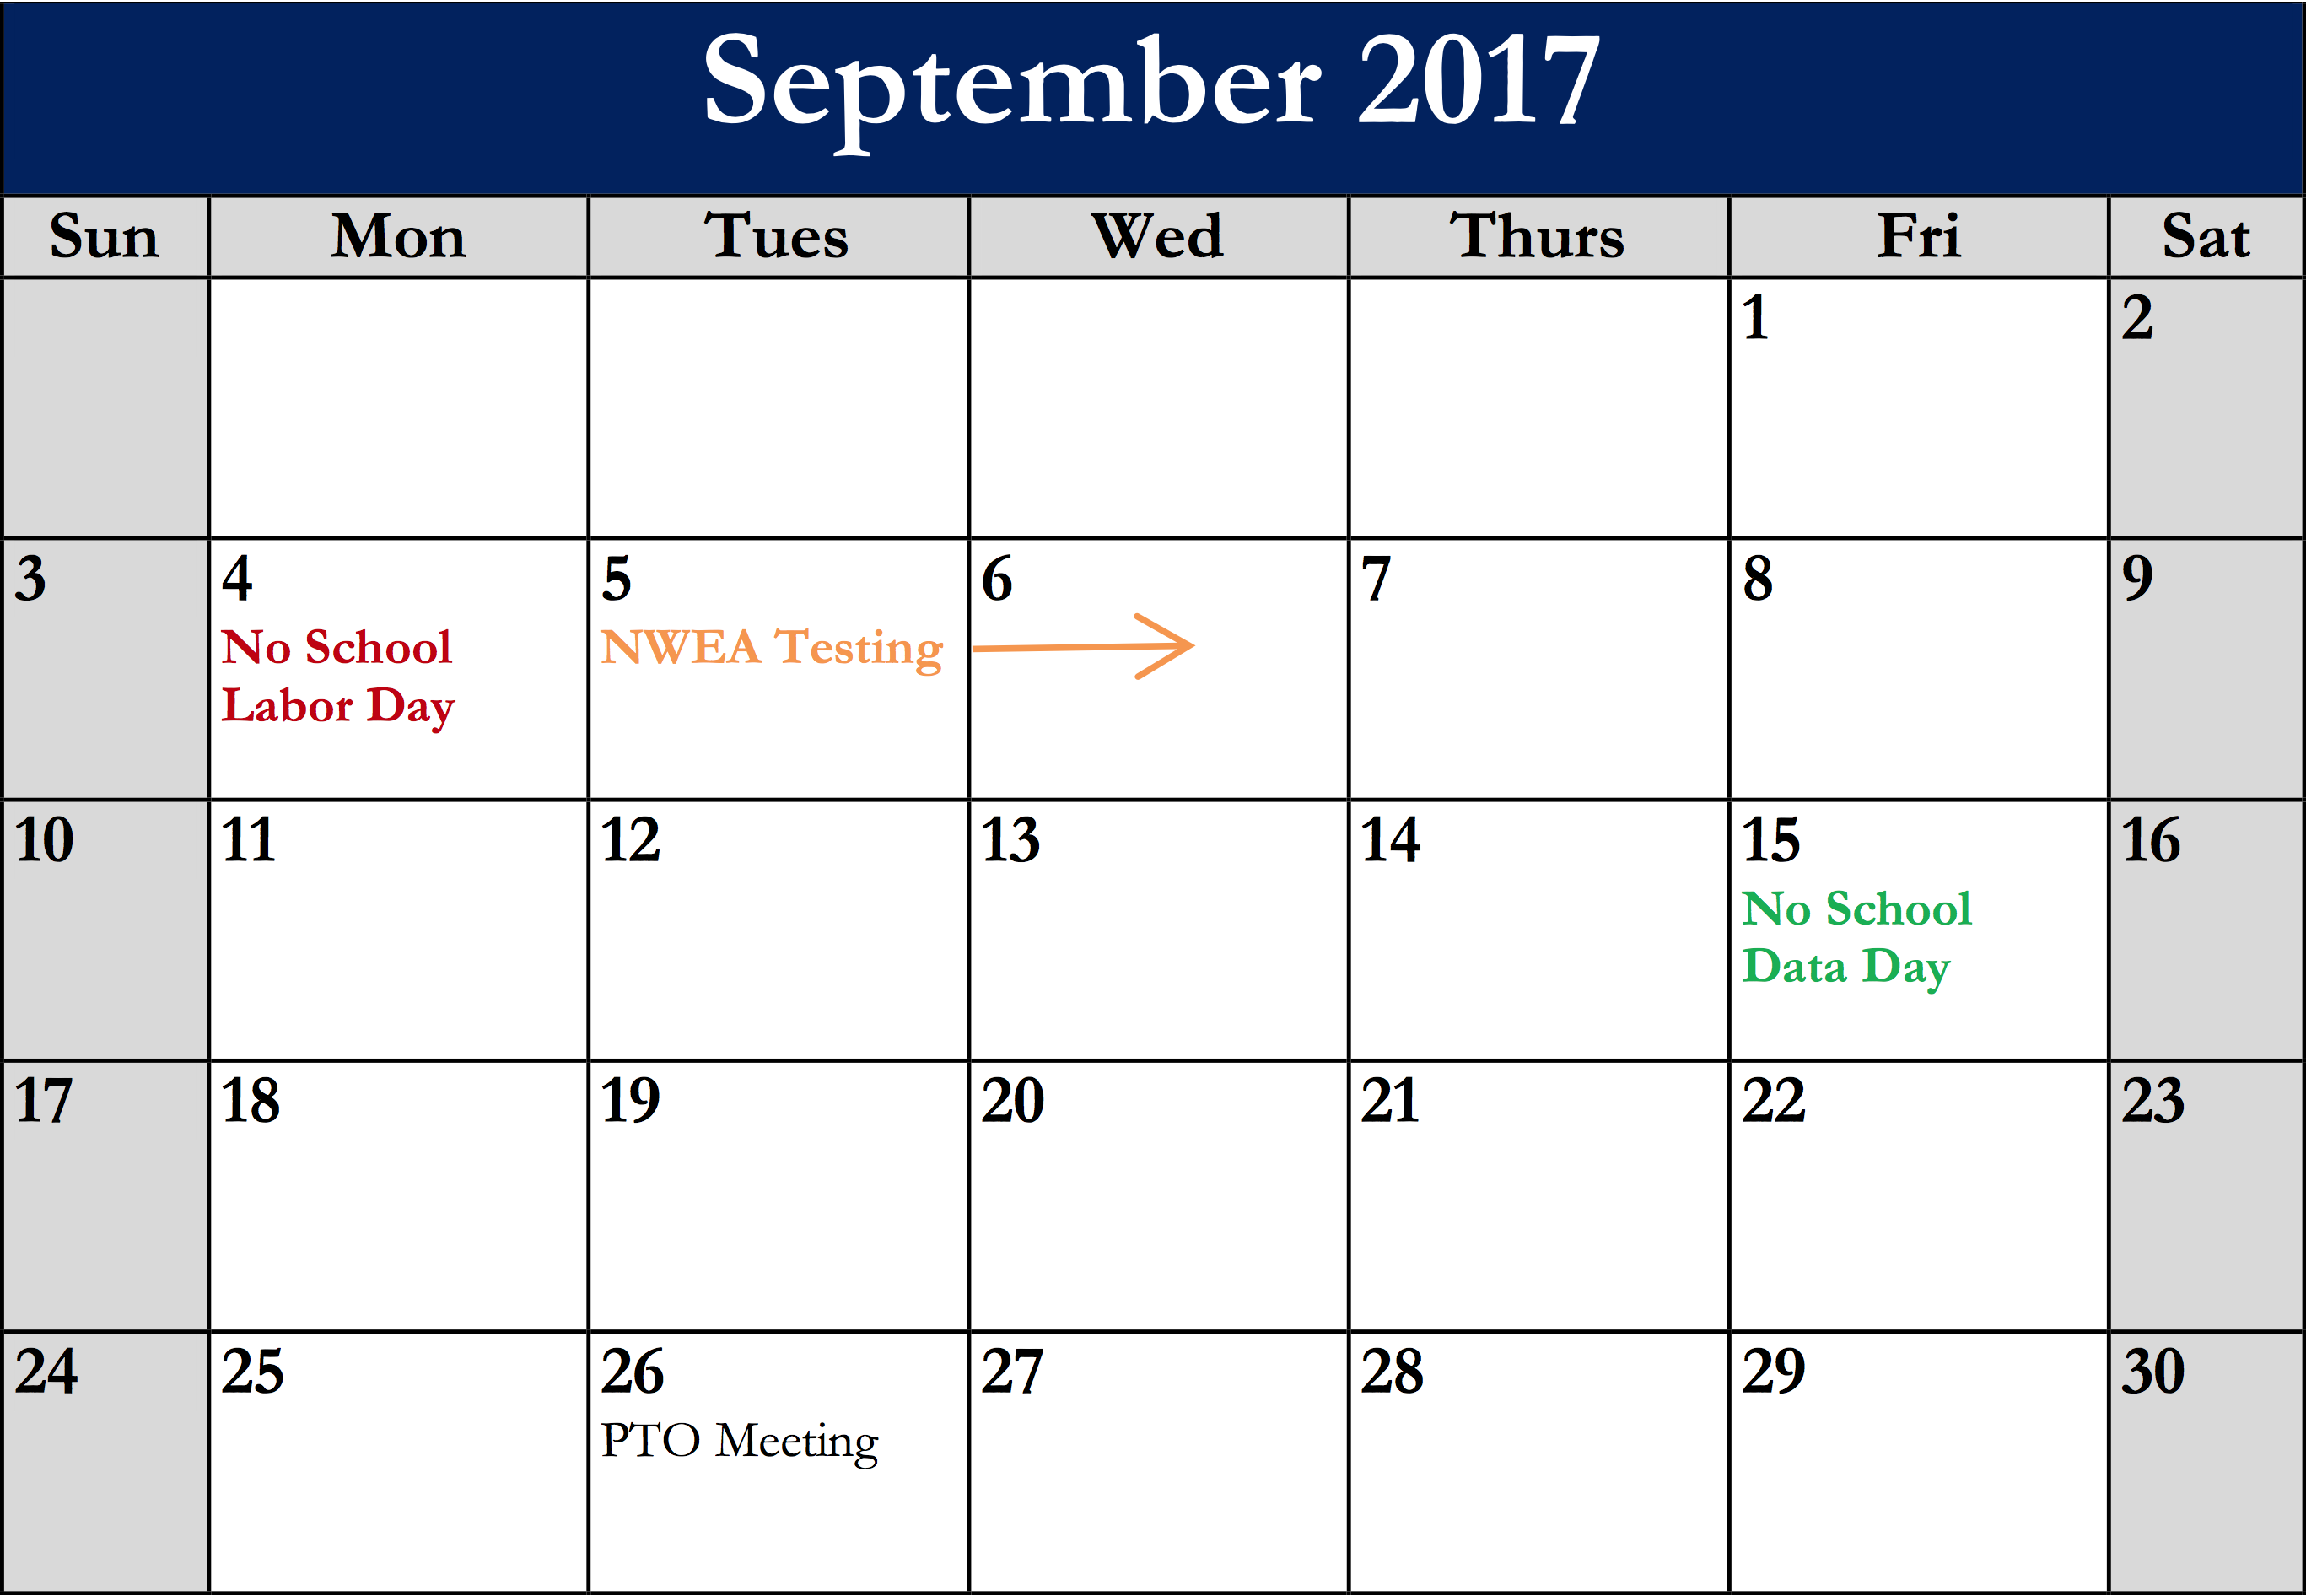 September 2017
Sun Mon Tues Wed Thurs Fri Sat
1 2
3 4 5 6 7 8 9
No School NWEA Testing
Labor Day
10 11 12 13 14 15 16
No School
Data Day
17 18 19 20 21 22 23
24 25 26 27 28 29 30
PTO Meeting